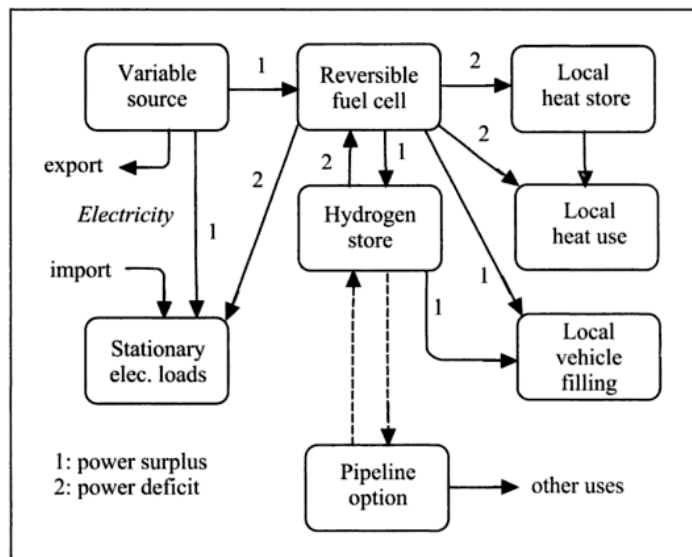 Variable
source
1
Reversible
fuel cell
2
Local
heat store
export
2
1
2
2
Electricity
1
Hydrogen
store
Local
heat use
import
1
1
Stationary
elec. loads
Local
vehicle
filling
1: power surplus
2: power deficit
Pipeline
option
other uses